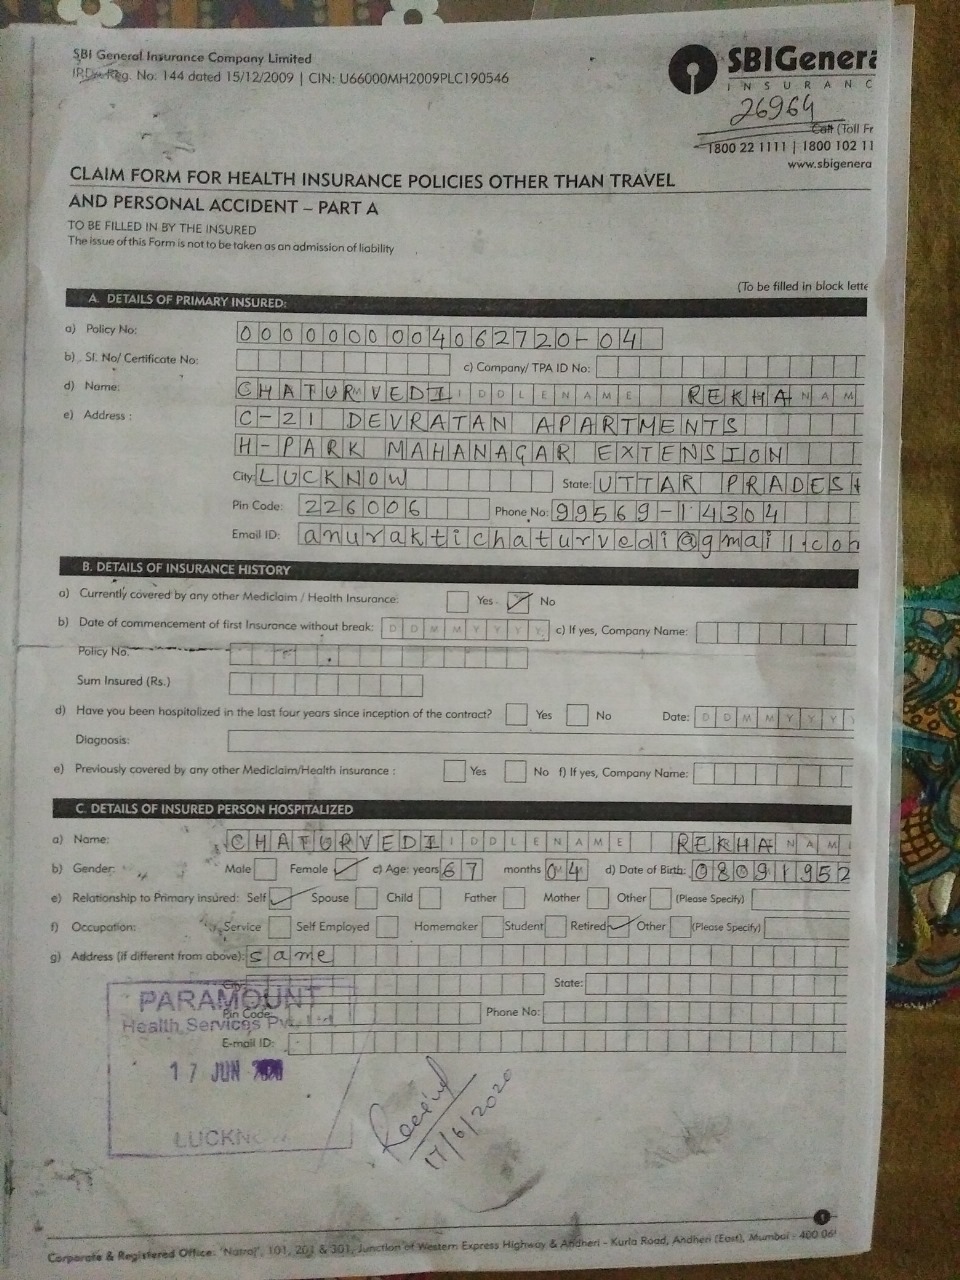 SBI General Insurance Company Limited
IRDA Reg. No. 144 dated 15/12/2009 | CIN: U66000MH2009PLC190546
SBIGenera
INSURANC
26964
Call (Toll Fr
1800 22 1111 | 1800 102 11
www.sbigenera
CLAIM FORM FOR HEALTH INSURANCE POLICIES OTHER THAN TRAVEL
AND PERSONAL ACCIDENT – PART A
TO BE FILLED IN BY THE INSURED
The issue of this Form is not to be taken as an admission of liability
(To be filled in block lette
A. DETAILS OF PRIMARY INSURED:
a) Policy No: 0000000004062720-04
b) Sl. No/ Certificate No: c) Company/ TPA ID No:
d) Name: CHATURVEDI IDDLENAME REKHA NAM
e) Address : C-21 DEVRATAN APARTMENTS
H-PARK MAHANAGAR EXTENSION
City: LUCKNOW State: UTTAR PRADESH
Pin Code: 226006 Phone No: 99569-14304
Email ID: anuraktichaturvedi@gmail.com
B. DETAILS OF INSURANCE HISTORY
a) Currently covered by any other Mediclaim / Health Insurance: Yes No
b) Date of commencement of first Insurance without break: DDMMYYYY c) If yes, Company Name:
Policy No.
Sum Insured (Rs.)
d) Have you been hospitalized in the last four years since inception of the contract? Yes No Date: DDMMYYY
Diagnosis:
e) Previously covered by any other Mediclaim/Health insurance : Yes No f) If yes, Company Name:
C. DETAILS OF INSURED PERSON HOSPITALIZED
a) Name: CHATURVEDI IDDLENAME REKHA NAM
b) Gender: Male Female c) Age: years 67 months 04 d) Date of Birth: 08091952
e) Relationship to Primary insured: Self Spouse Child Father Mother Other (Please Specify)
f) Occupation: Service Self Employed Homemaker Student Retired Other (Please Specify)
g) Address (if different from above): same
City: State:
Pin Code: Phone No:
E-mail ID:
PARAMOUNT
Health Services Pvt. Ltd.
17 JUN
LUCKNOW
Received
17/6/2020
1
Corporate & Registered Office: 'Natraj', 101, 201 & 301, Junction of Western Express Highway & Andheri - Kurla Road, Andheri (East), Mumbai - 400 06